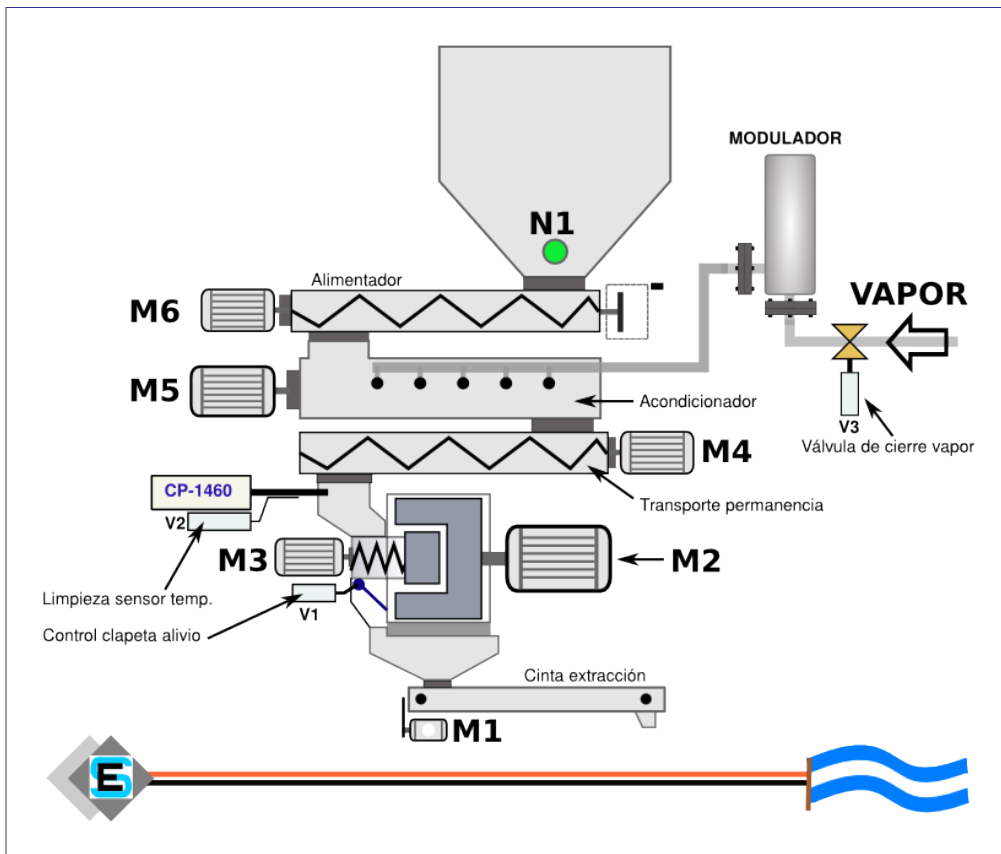 MODULADOR
N1
Alimentador
VAPOR
M6
M5
Acondicionador
V3
Válvula de cierre vapor
M4
CP-1460
Transporte permanencia
V2
M3
M2
Limpieza sensor temp.
V1
Control clapeta alivio
Cinta extracción
M1
ES